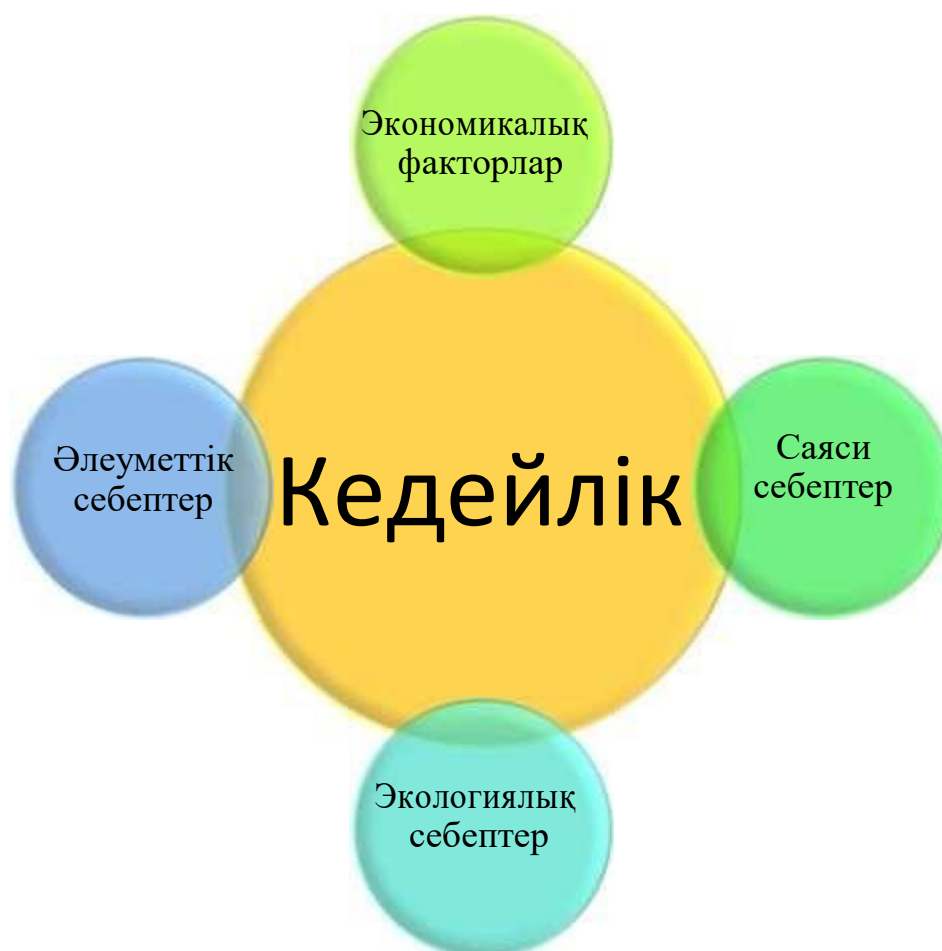 Экономикалық
факторлар
Әлеуметтік
себептер
Кедейлік
Саяси
себептер
Экологиялық
себептер